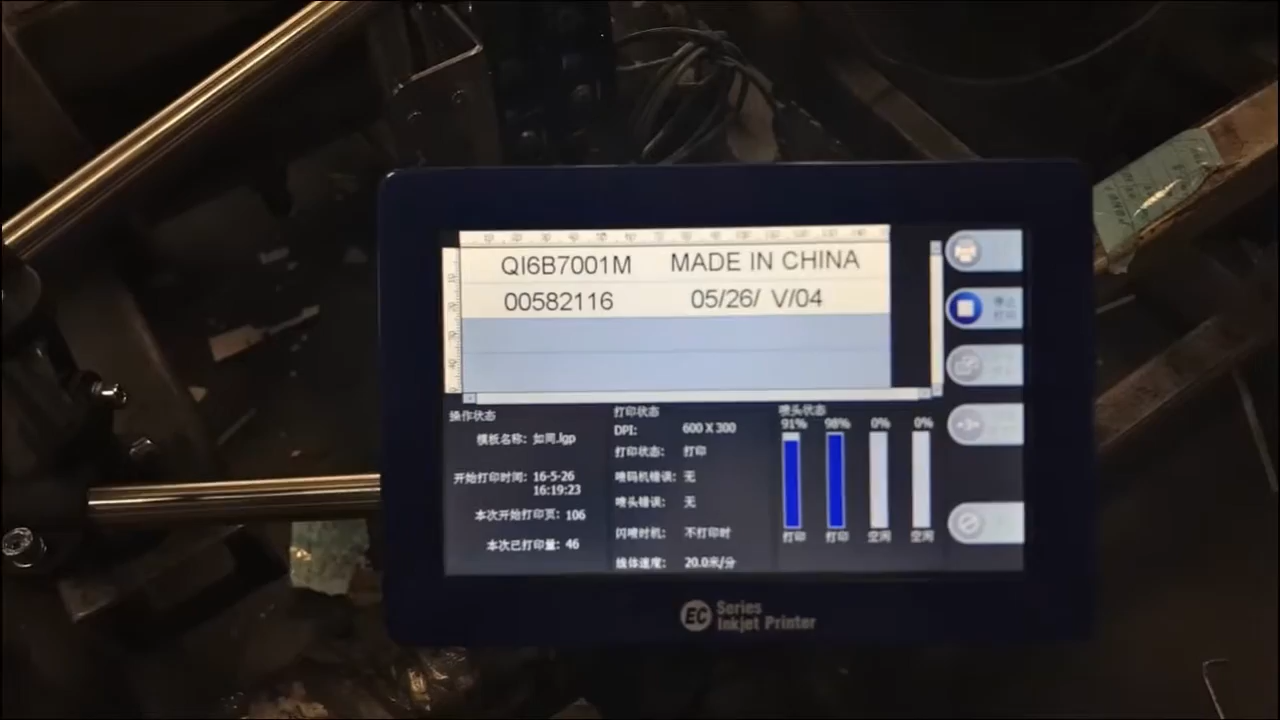 QI6B7001M MADE IN CHINA
00582116 05/26/ V/04
停止
打印
操作状态
模板名称: 如同.lgp
开始打印时间: 16-5-26
16:19:23
本次开始打印页: 106
本次已打印量: 46
打印状态
DPI: 600 X 300
打印状态: 打印
喷码机错误: 无
喷头错误: 无
闪喷时机: 不打印时
线体速度: 20.0米/分
喷头状态
91% 98% 0% 0%
打印 打印 空闲 空闲
EC Series
Inkjet Printer